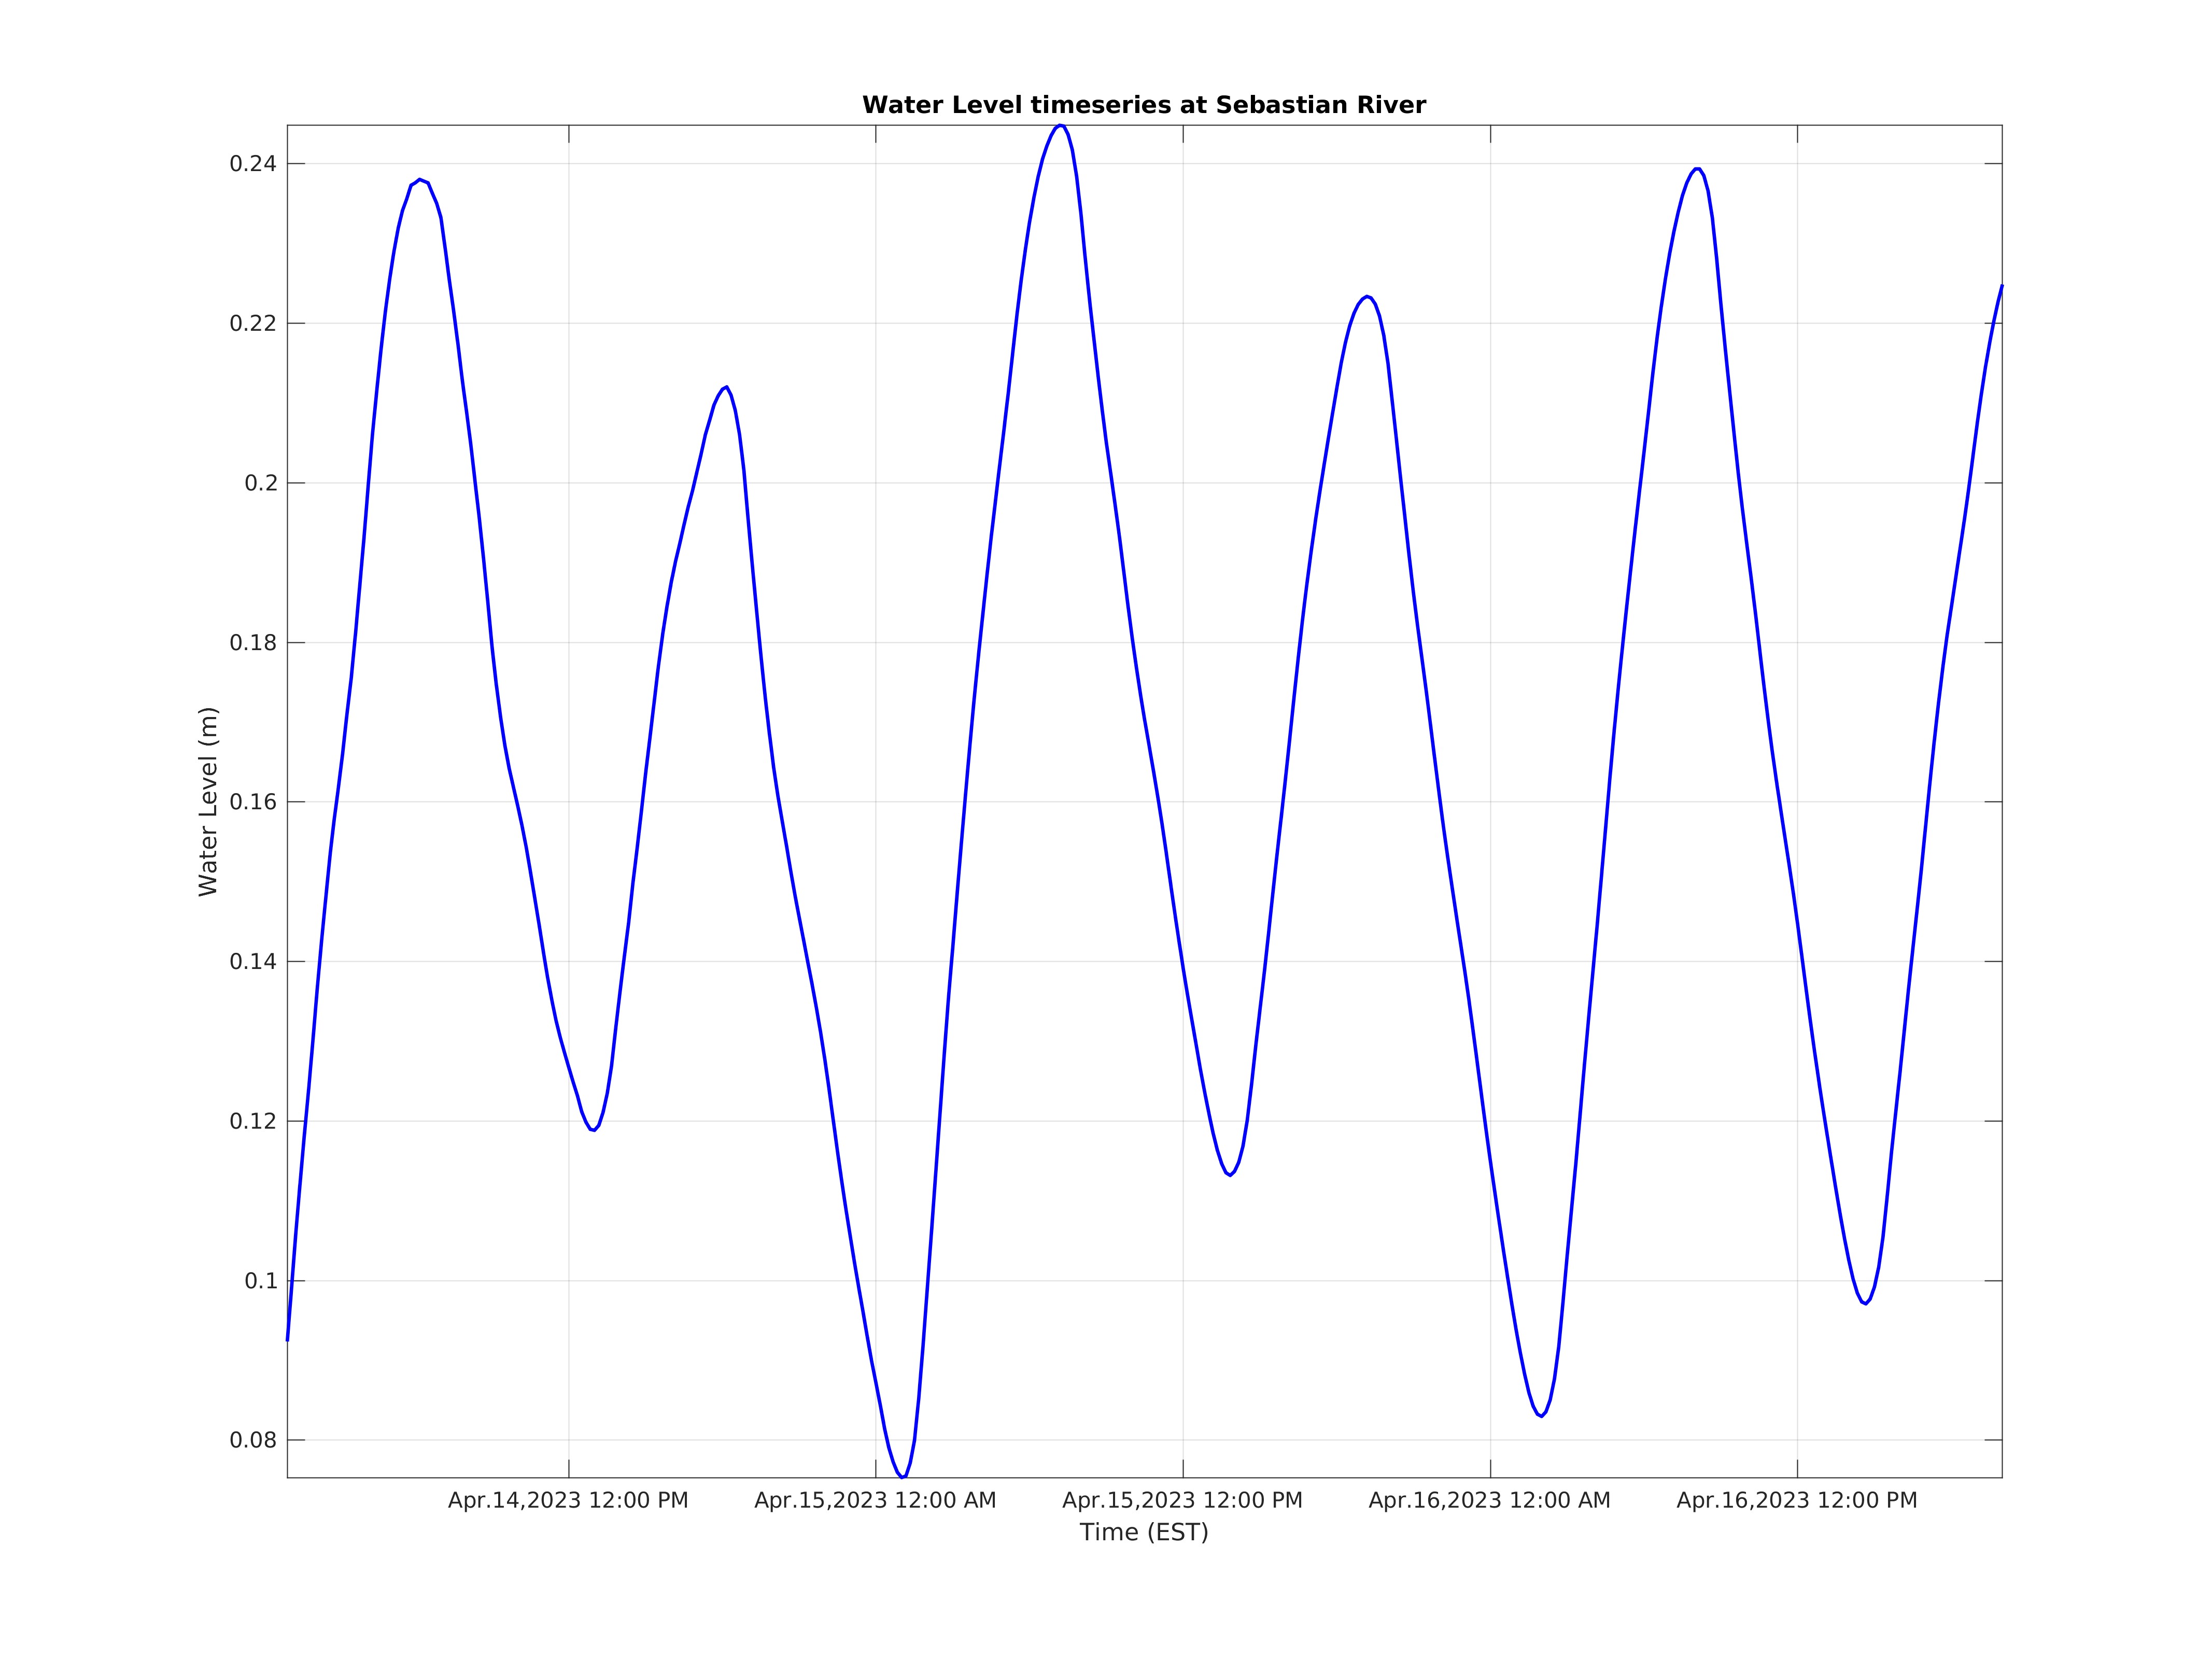 Water Level timeseries at Sebastian River
0.24
0.22
0.2
0.18
0.16
0.14
0.12
0.1
0.08
Water Level (m)
Apr.14,2023 12:00 PM
Apr.15,2023 12:00 AM
Apr.15,2023 12:00 PM
Apr.16,2023 12:00 AM
Apr.16,2023 12:00 PM
Time (EST)